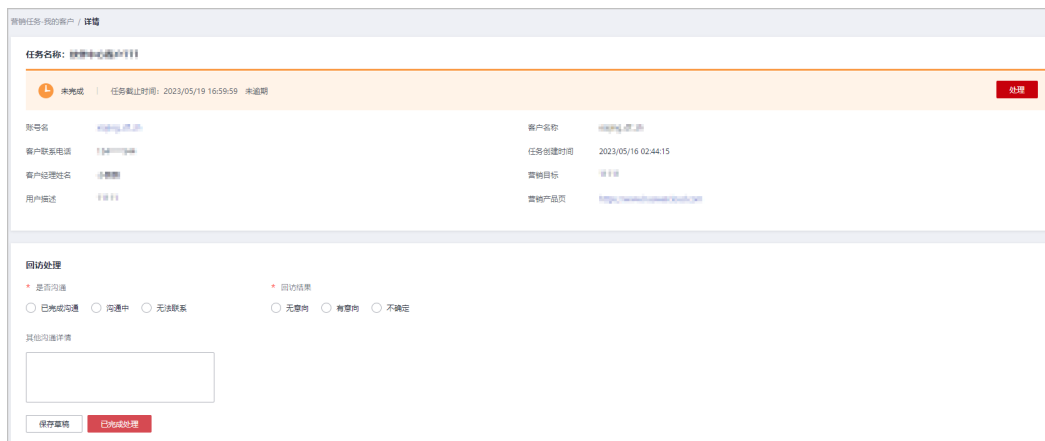 营销任务-我的客户 / 详情
任务名称：
未完成 任务截止时间：2023/05/19 16:59:59 未逾期 处理
账号名 客户名称
客户联系电话 任务创建时间 2023/05/16 02:44:15
客户经理姓名 营销目标
用户描述 营销产品页
回访处理
* 是否沟通 * 回访结果
已完成沟通 沟通中 无法联系 无意向 有意向 不确定
其他沟通详情
保存草稿 已完成处理